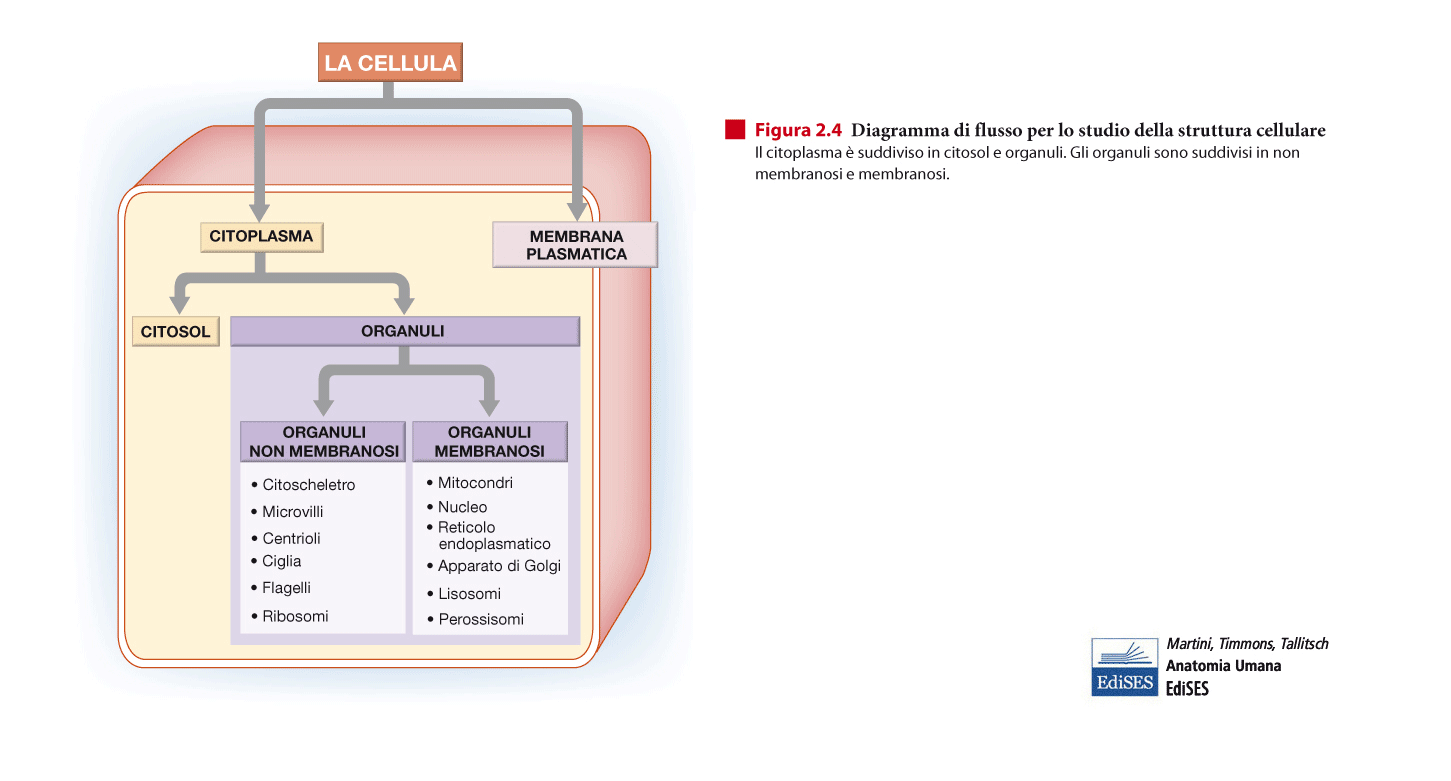 LA CELLULA
Figura 2.4 Diagramma di flusso per lo studio della struttura cellulare
Il citoplasma è suddiviso in citosol e organuli. Gli organuli sono suddivisi in non
membranosi e membranosi.
CITOPLASMA
MEMBRANA
PLASMATICA
CITOSOL
ORGANULI
ORGANULI
NON MEMBRANOSI
• Citoscheletro
• Microvilli
• Centrioli
• Ciglia
• Flagelli
• Ribosomi
ORGANULI
MEMBRANOSI
• Mitocondri
• Nucleo
• Reticolo
endoplasmatico
• Apparato di Golgi
• Lisosomi
• Perossisomi
EdiSES
Martini, Timmons, Tallitsch
Anatomia Umana
EdiSES